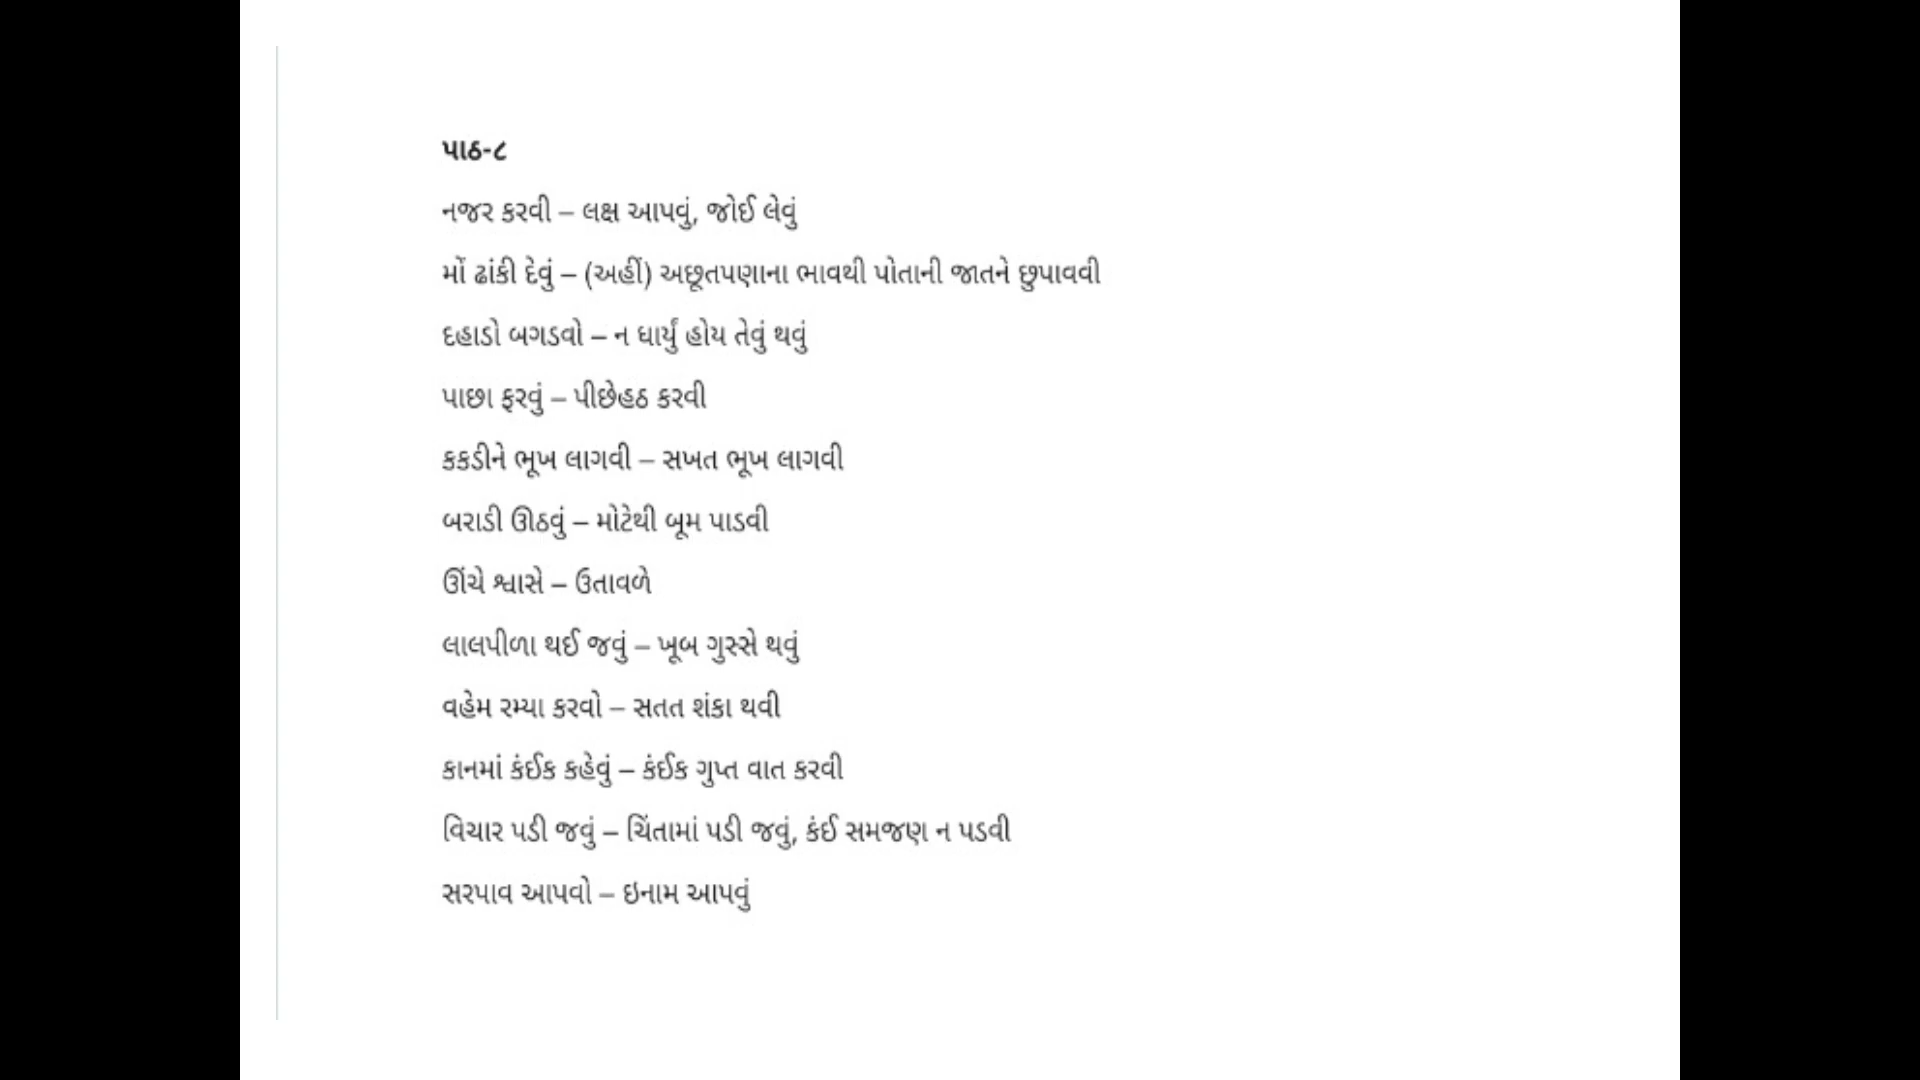 પાઠ-૮
નજર કરવી – લક્ષ આપવું, જોઈ લેવું
મોં ઢાંકી દેવું – (અહીં) અછૂતપણાના ભાવથી પોતાની જાતને છુપાવવી
દહાડો બગડવો – ન ધાર્યું હોય તેવું થવું
પાછા ફરવું – પીછેહઠ કરવી
કકડીને ભૂખ લાગવી – સખત ભૂખ લાગવી
બરાડી ઊઠવું – મોટેથી બૂમ પાડવી
ઊંચે શ્વાસે – ઉતાવળે
લાલપીળા થઈ જવું – ખૂબ ગુસ્સે થવું
વહેમ રમ્યા કરવો – સતત શંકા થવી
કાનમાં કંઈક કહેવું – કંઈક ગુપ્ત વાત કરવી
વિચાર પડી જવું – ચિંતામાં પડી જવું, કંઈ સમજણ ન પડવી
સરપાવ આપવો – ઇનામ આપવું